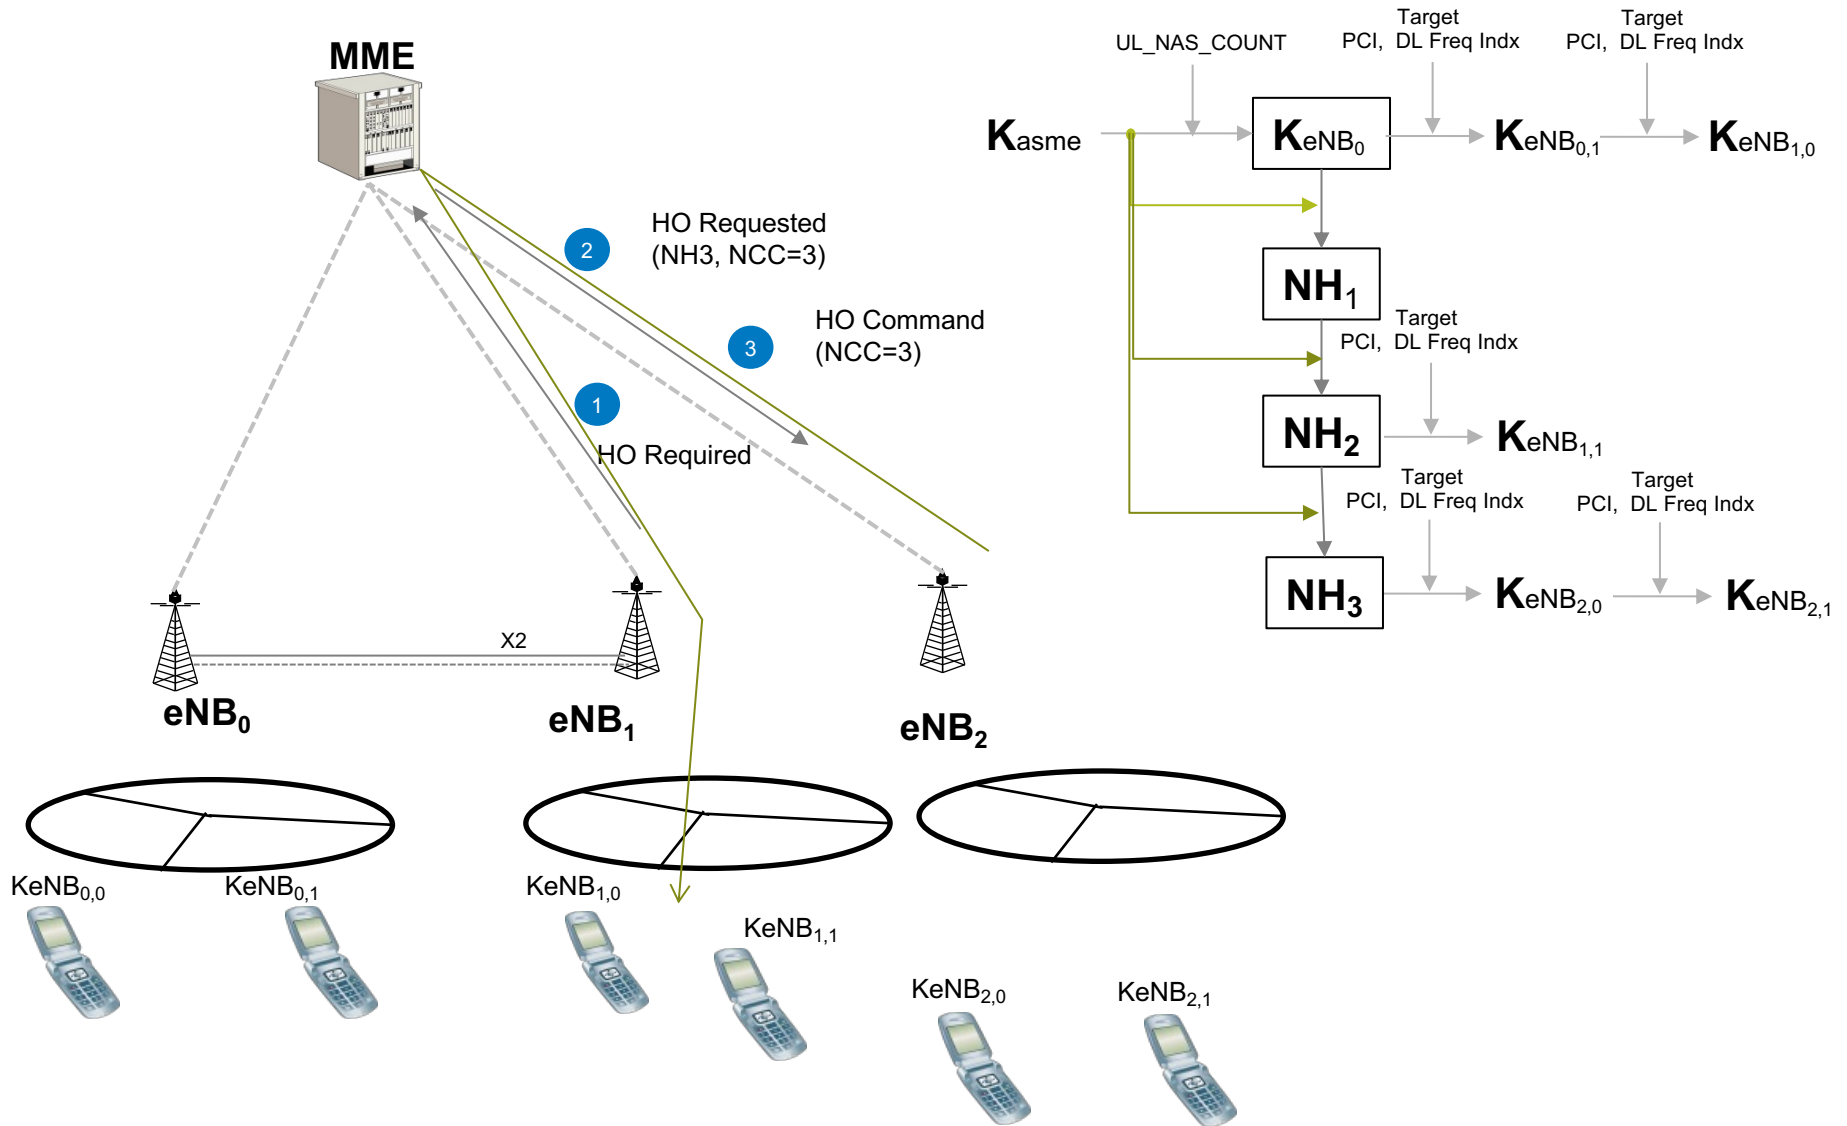 MME
UL_NAS_COUNT
Target
PCI, DL Freq Indx
Target
PCI, DL Freq Indx
Kasme
KeNB0
KeNB0,1
KeNB1,0
2
HO Requested
(NH3, NCC=3)
NH1
3
HO Command
(NCC=3)
Target
PCI, DL Freq Indx
1
HO Required
NH2
KeNB1,1
Target
PCI, DL Freq Indx
Target
PCI, DL Freq Indx
NH3
KeNB2,0
KeNB2,1
X2
eNB0
eNB1
eNB2
KeNB0,0
KeNB0,1
KeNB1,0
KeNB1,1
KeNB2,0
KeNB2,1